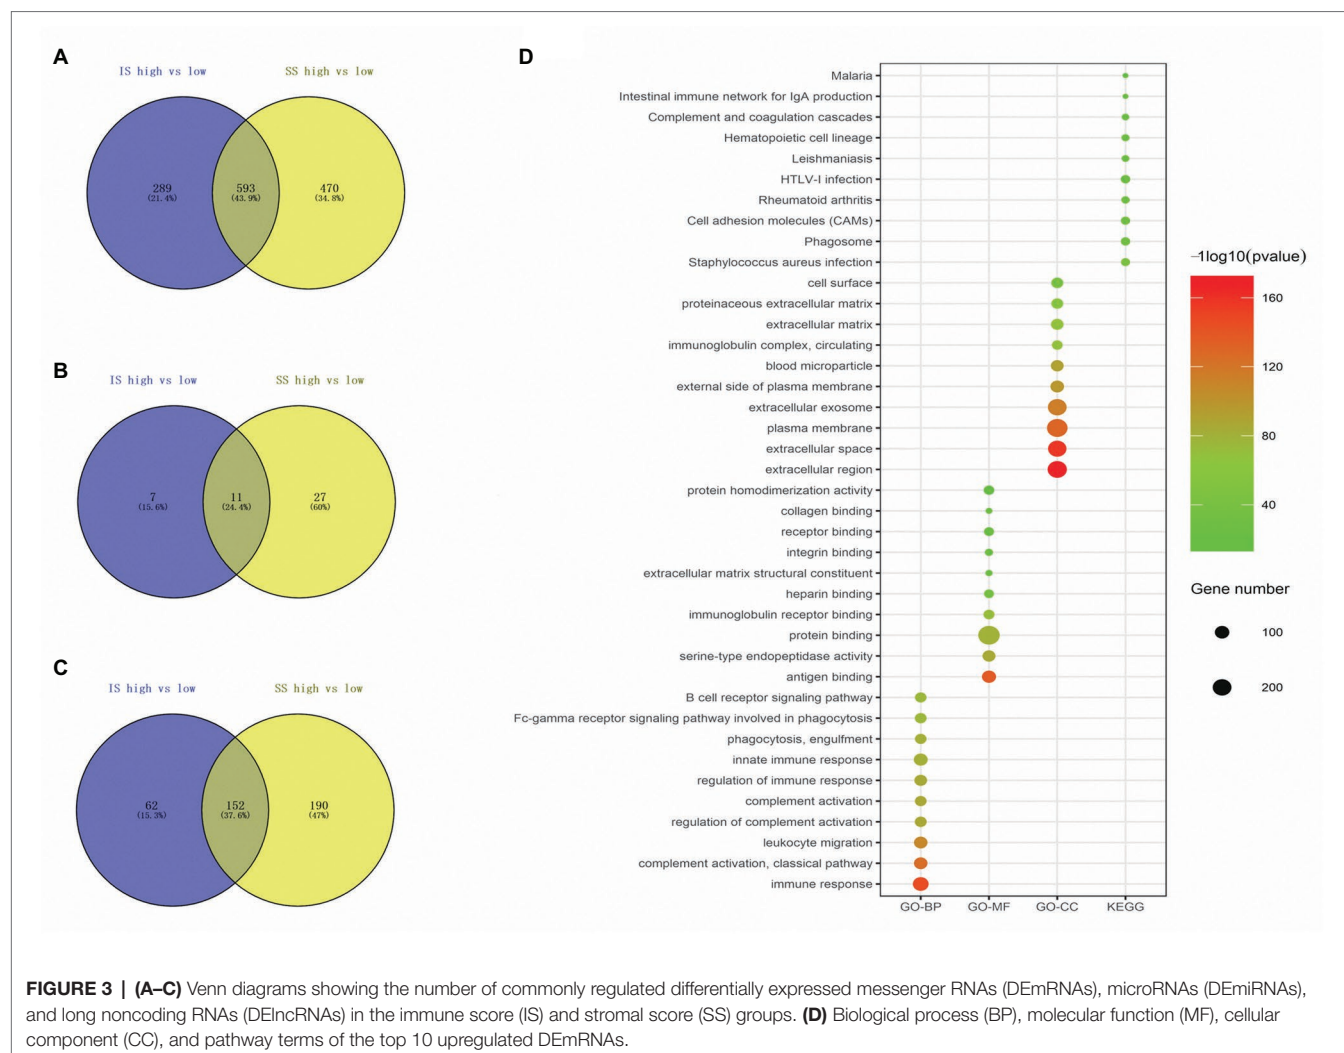 A
IS high vs low
SS high vs low
289
(21.4%)
593
(43.9%)
470
(34.8%)
B
IS high vs low
SS high vs low
7
(15.6%)
11
(24.4%)
27
(60%)
C
IS high vs low
SS high vs low
62
(15.3%)
152
(37.6%)
190
(47%)
D
Malaria
Intestinal immune network for IgA production
Complement and coagulation cascades
Hematopoietic cell lineage
Leishmaniasis
HTLV-I infection
Rheumatoid arthritis
Cell adhesion molecules (CAMs)
Phagosome
Staphylococcus aureus infection
cell surface
proteinaceous extracellular matrix
extracellular matrix
immunoglobulin complex, circulating
blood microparticle
external side of plasma membrane
extracellular exosome
plasma membrane
extracellular space
extracellular region
protein homodimerization activity
collagen binding
receptor binding
integrin binding
extracellular matrix structural constituent
heparin binding
immunoglobulin receptor binding
protein binding
serine-type endopeptidase activity
antigen binding
B cell receptor signaling pathway
Fc-gamma receptor signaling pathway involved in phagocytosis
phagocytosis, engulfment
innate immune response
regulation of immune response
complement activation
regulation of complement activation
leukocyte migration
complement activation, classical pathway
immune response
GO-BP GO-MF GO-CC KEGG
−1log10(pvalue)
160
120
80
40
Gene number
100
200
FIGURE 3 | (A–C) Venn diagrams showing the number of commonly regulated differentially expressed messenger RNAs (DEmRNAs), microRNAs (DEmiRNAs),
and long noncoding RNAs (DElncRNAs) in the immune score (IS) and stromal score (SS) groups. (D) Biological process (BP), molecular function (MF), cellular
component (CC), and pathway terms of the top 10 upregulated DEmRNAs.